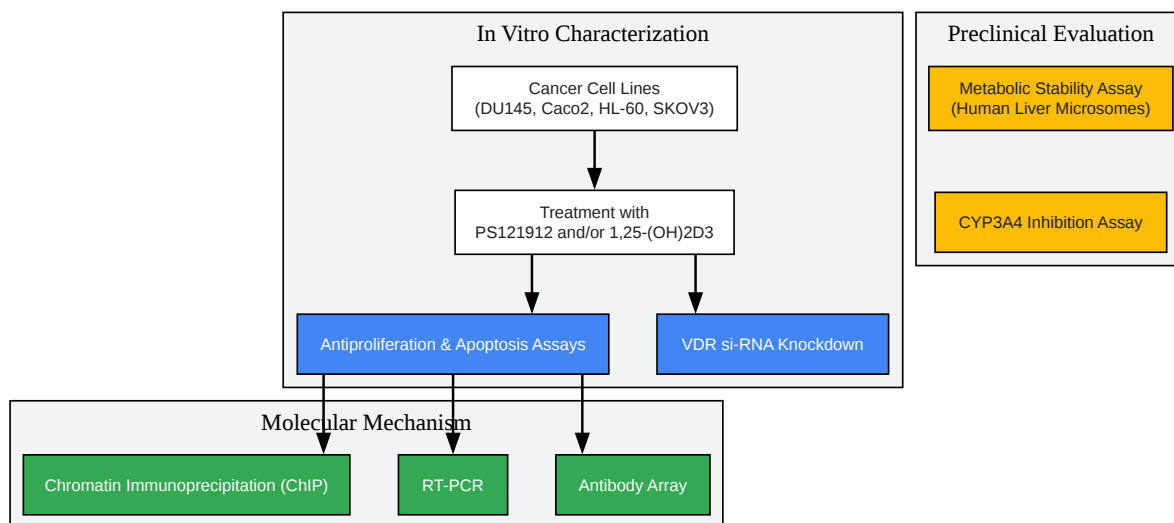 In Vitro Characterization
Cancer Cell Lines
(DU145, Caco2, HL-60, SKOV3)
Treatment with
PS121912 and/or 1,25-(OH)2D3
Antiproliferation & Apoptosis Assays
VDR si-RNA Knockdown
Molecular Mechanism
Chromatin Immunoprecipitation (ChIP)
RT-PCR
Antibody Array
Preclinical Evaluation
Metabolic Stability Assay
(Human Liver Microsomes)
CYP3A4 Inhibition Assay